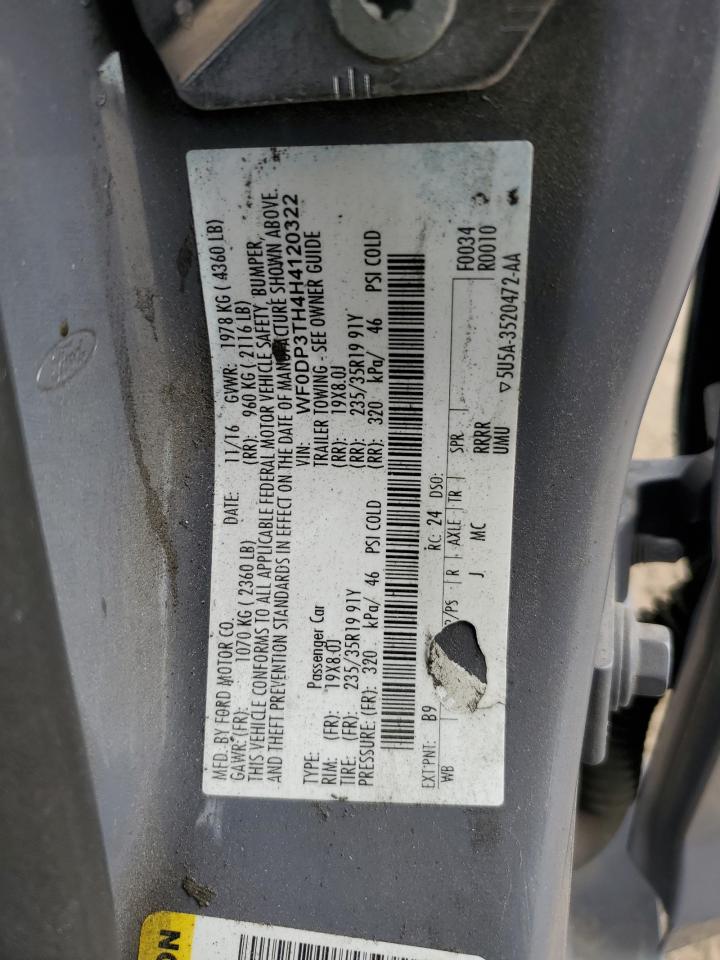 MFD. BY FORD MOTOR CO.
DATE: 11/16 GVWR: 1978 KG ( 4360 LB)
GAWR:(FR): 1070 KG ( 2360 LB) (RR): 960 KG ( 2116 LB)
THIS VEHICLE CONFORMS TO ALL APPLICABLE FEDERAL MOTOR VEHICLE SAFETY, BUMPER,
AND THEFT PREVENTION STANDARDS IN EFFECT ON THE DATE OF MANUFACTURE SHOWN ABOVE.
VIN: WF0DP3TH4H4120322
TYPE: Passenger Car TRAILER TOWING - SEE OWNER GUIDE
RIM: (FR): 19X8.0J (RR): 19X8.0J
TIRE: (FR): 235/35R19 91Y (RR): 235/35R19 91Y
PRESSURE: (FR): 320 kPa/ 46 PSI COLD (RR): 320 kPa/ 46 PSI COLD
EXT PNT: B9 RC: 24 DSO: F0034
R0010
WB /PS R AXLE TR SPR
J MC RRRR
UMU
▽5U5A-3520472-AA
Ford
ON